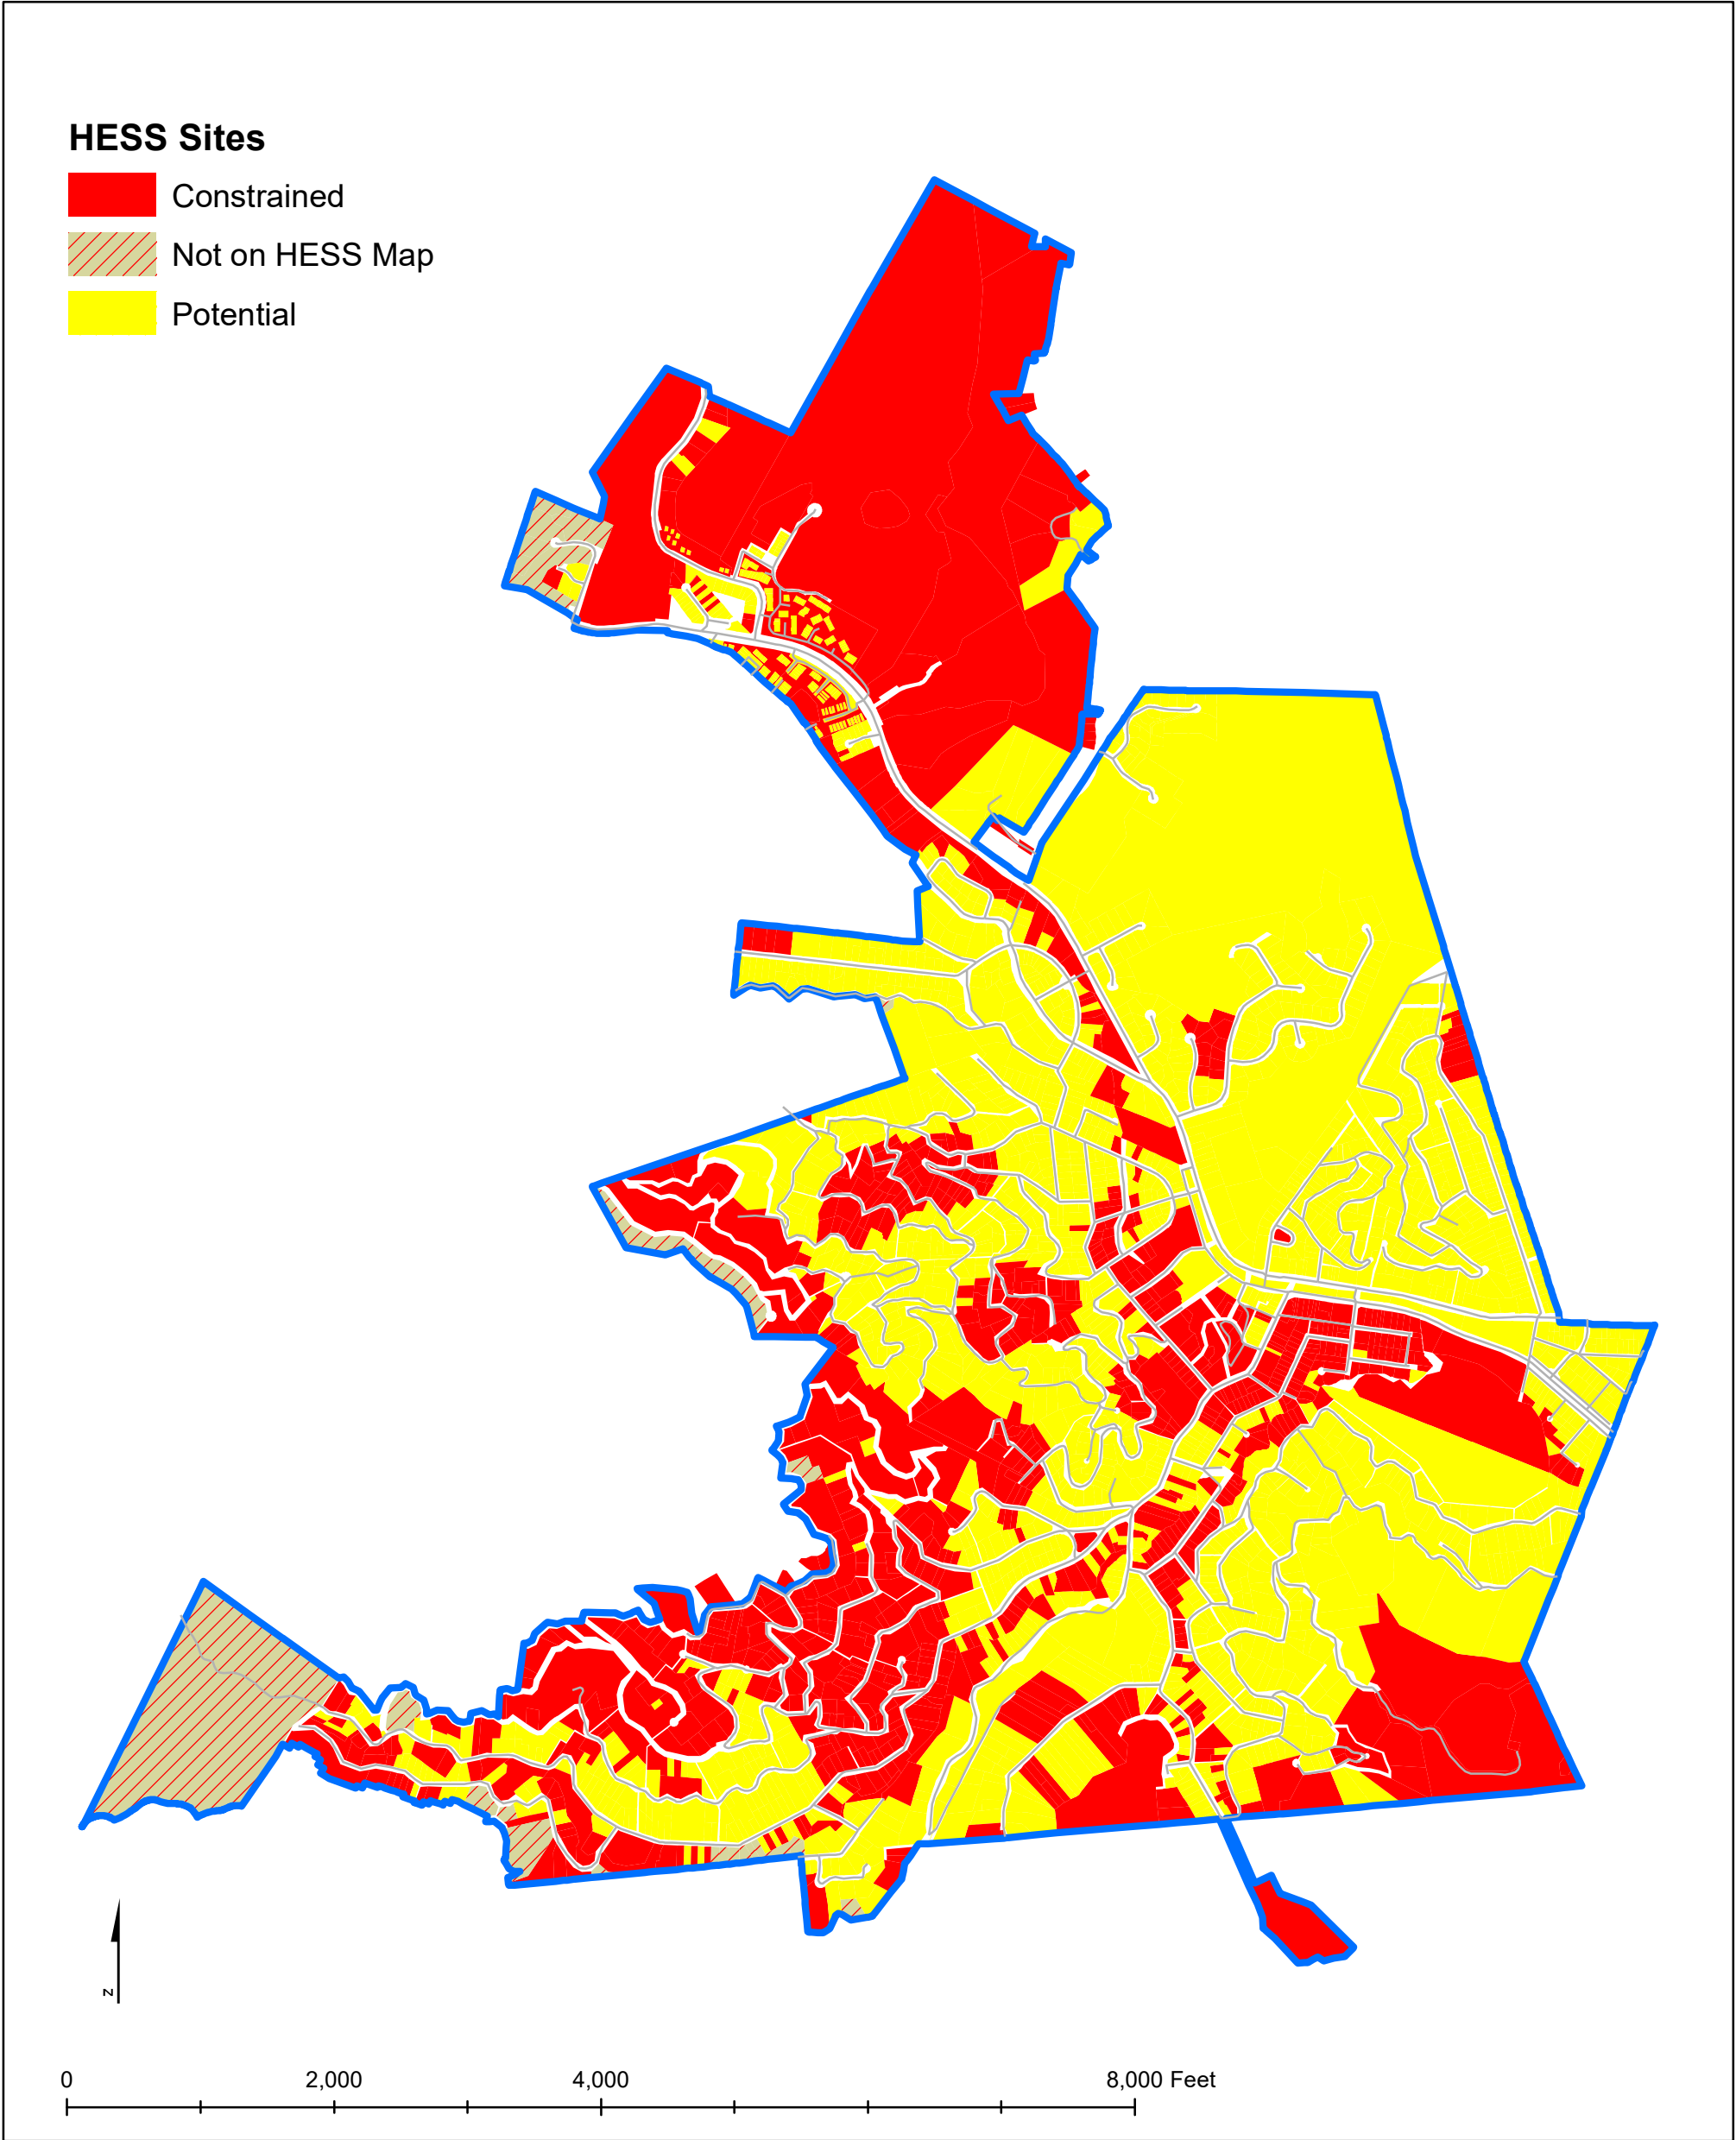 HESS Sites
Constrained
Not on HESS Map
Potential
N
0 2,000 4,000 8,000 Feet